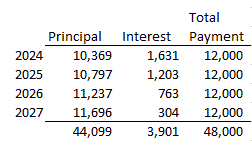 Total
Principal Interest Payment
2024 10,369 1,631 12,000
2025 10,797 1,203 12,000
2026 11,237 763 12,000
2027 11,696 304 12,000
44,099 3,901 48,000